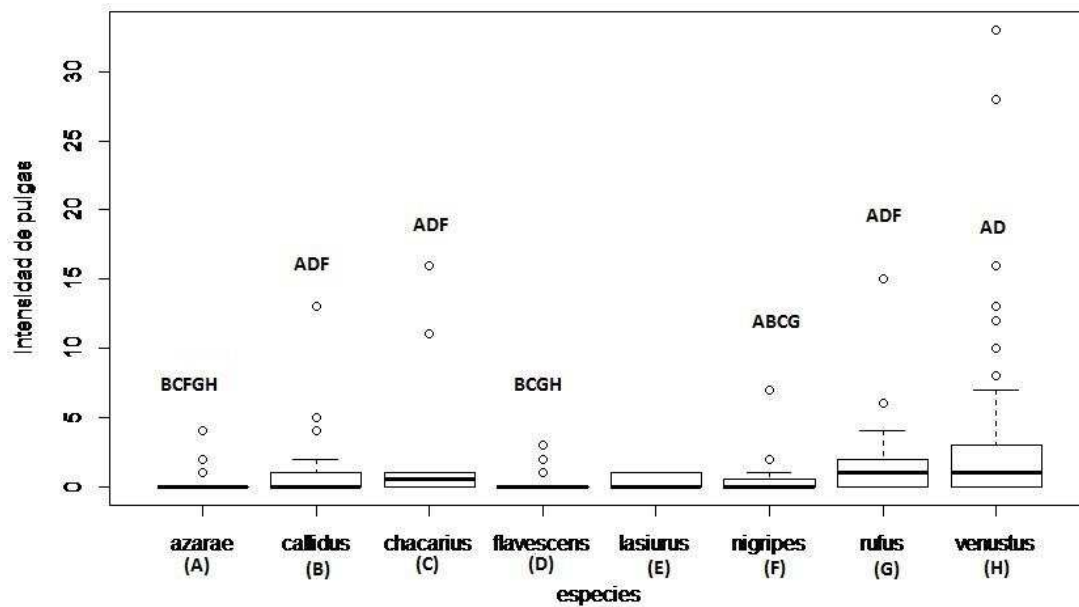 Intensidad de pulgas
30
25
20
15
10
5
0
BCFGH
ADF
ADF
BCGH
ABCG
ADF
AD
azarae callidus chacarius flavescens lasiurus nigripes rufus venustus
(A) (B) (C) (D) (E) (F) (G) (H)
especies